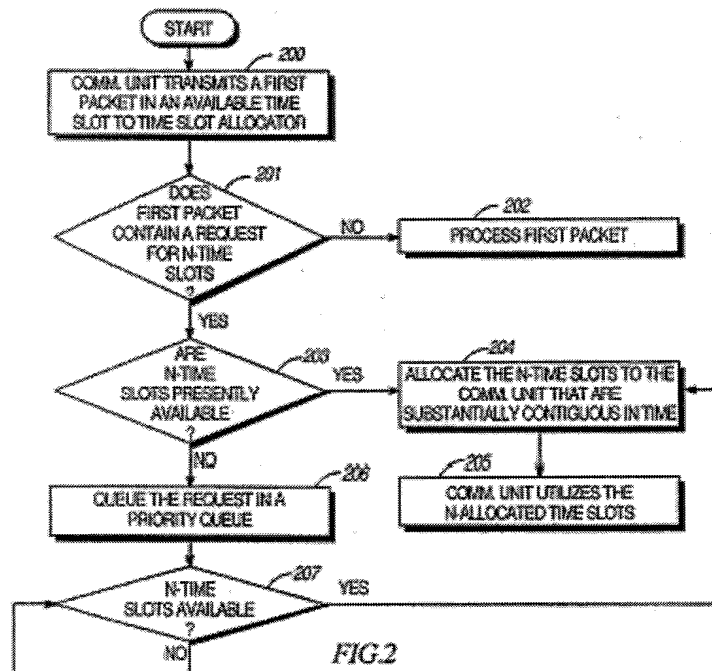 START
200
COMM. UNIT TRANSMITS A FIRST
PACKET IN AN AVAILABLE TIME
SLOT TO TIME SLOT ALLOCATOR
201
DOES
FIRST PACKET
CONTAIN A REQUEST
FOR N-TIME
SLOTS
?
NO
202
PROCESS FIRST PACKET
YES
203
ARE
N-TIME
SLOTS PRESENTLY
AVAILABLE
?
YES
204
ALLOCATE THE N-TIME SLOTS TO THE
COMM. UNIT THAT ARE
SUBSTANTIALLY CONTIGUOUS IN TIME
NO
205
COMM. UNIT UTILIZES THE
N-ALLOCATED TIME SLOTS
206
QUEUE THE REQUEST IN A
PRIORITY QUEUE
207
N-TIME
SLOTS AVAILABLE
?
YES
NO
FIG.2